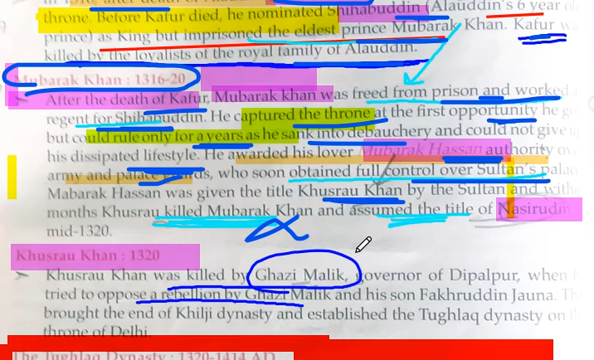 throne. Before Kafur died, he nominated Shihabuddin (Alauddin's 6 year ol
prince) as King but imprisoned the eldest prince Mubarak Khan. Kafur w
killed by the loyalists of the royal family of Alauddin.
Mubarak Khan : 1316-20
After the death of Kafur, Mubarak khan was freed from prison and worked
regent for Shihabuddin. He captured the throne at the first opportunity he g
but could rule only for a years as he sank into debauchery and could not give
his dissipated lifestyle. He awarded his lover Mubarak Hassan authority ov
army and palace guards, who soon obtained full control over Sultan's pala
Mabarak Hassan was given the title Khusrau Khan by the Sultan and with
months Khusrau killed Mubarak Khan and assumed the title of Nasirudin
mid-1320.
Khusrau Khan : 1320
Khusrau Khan was killed by Ghazi Malik, governor of Dipalpur, when h
tried to oppose a rebellion by Ghazi Malik and his son Fakhruddin Jauna. Th
brought the end of Khilji dynasty and established the Tughlaq dynasty on
throne of Delhi.
The Tughlaq Dynasty : 1320-1414 AD